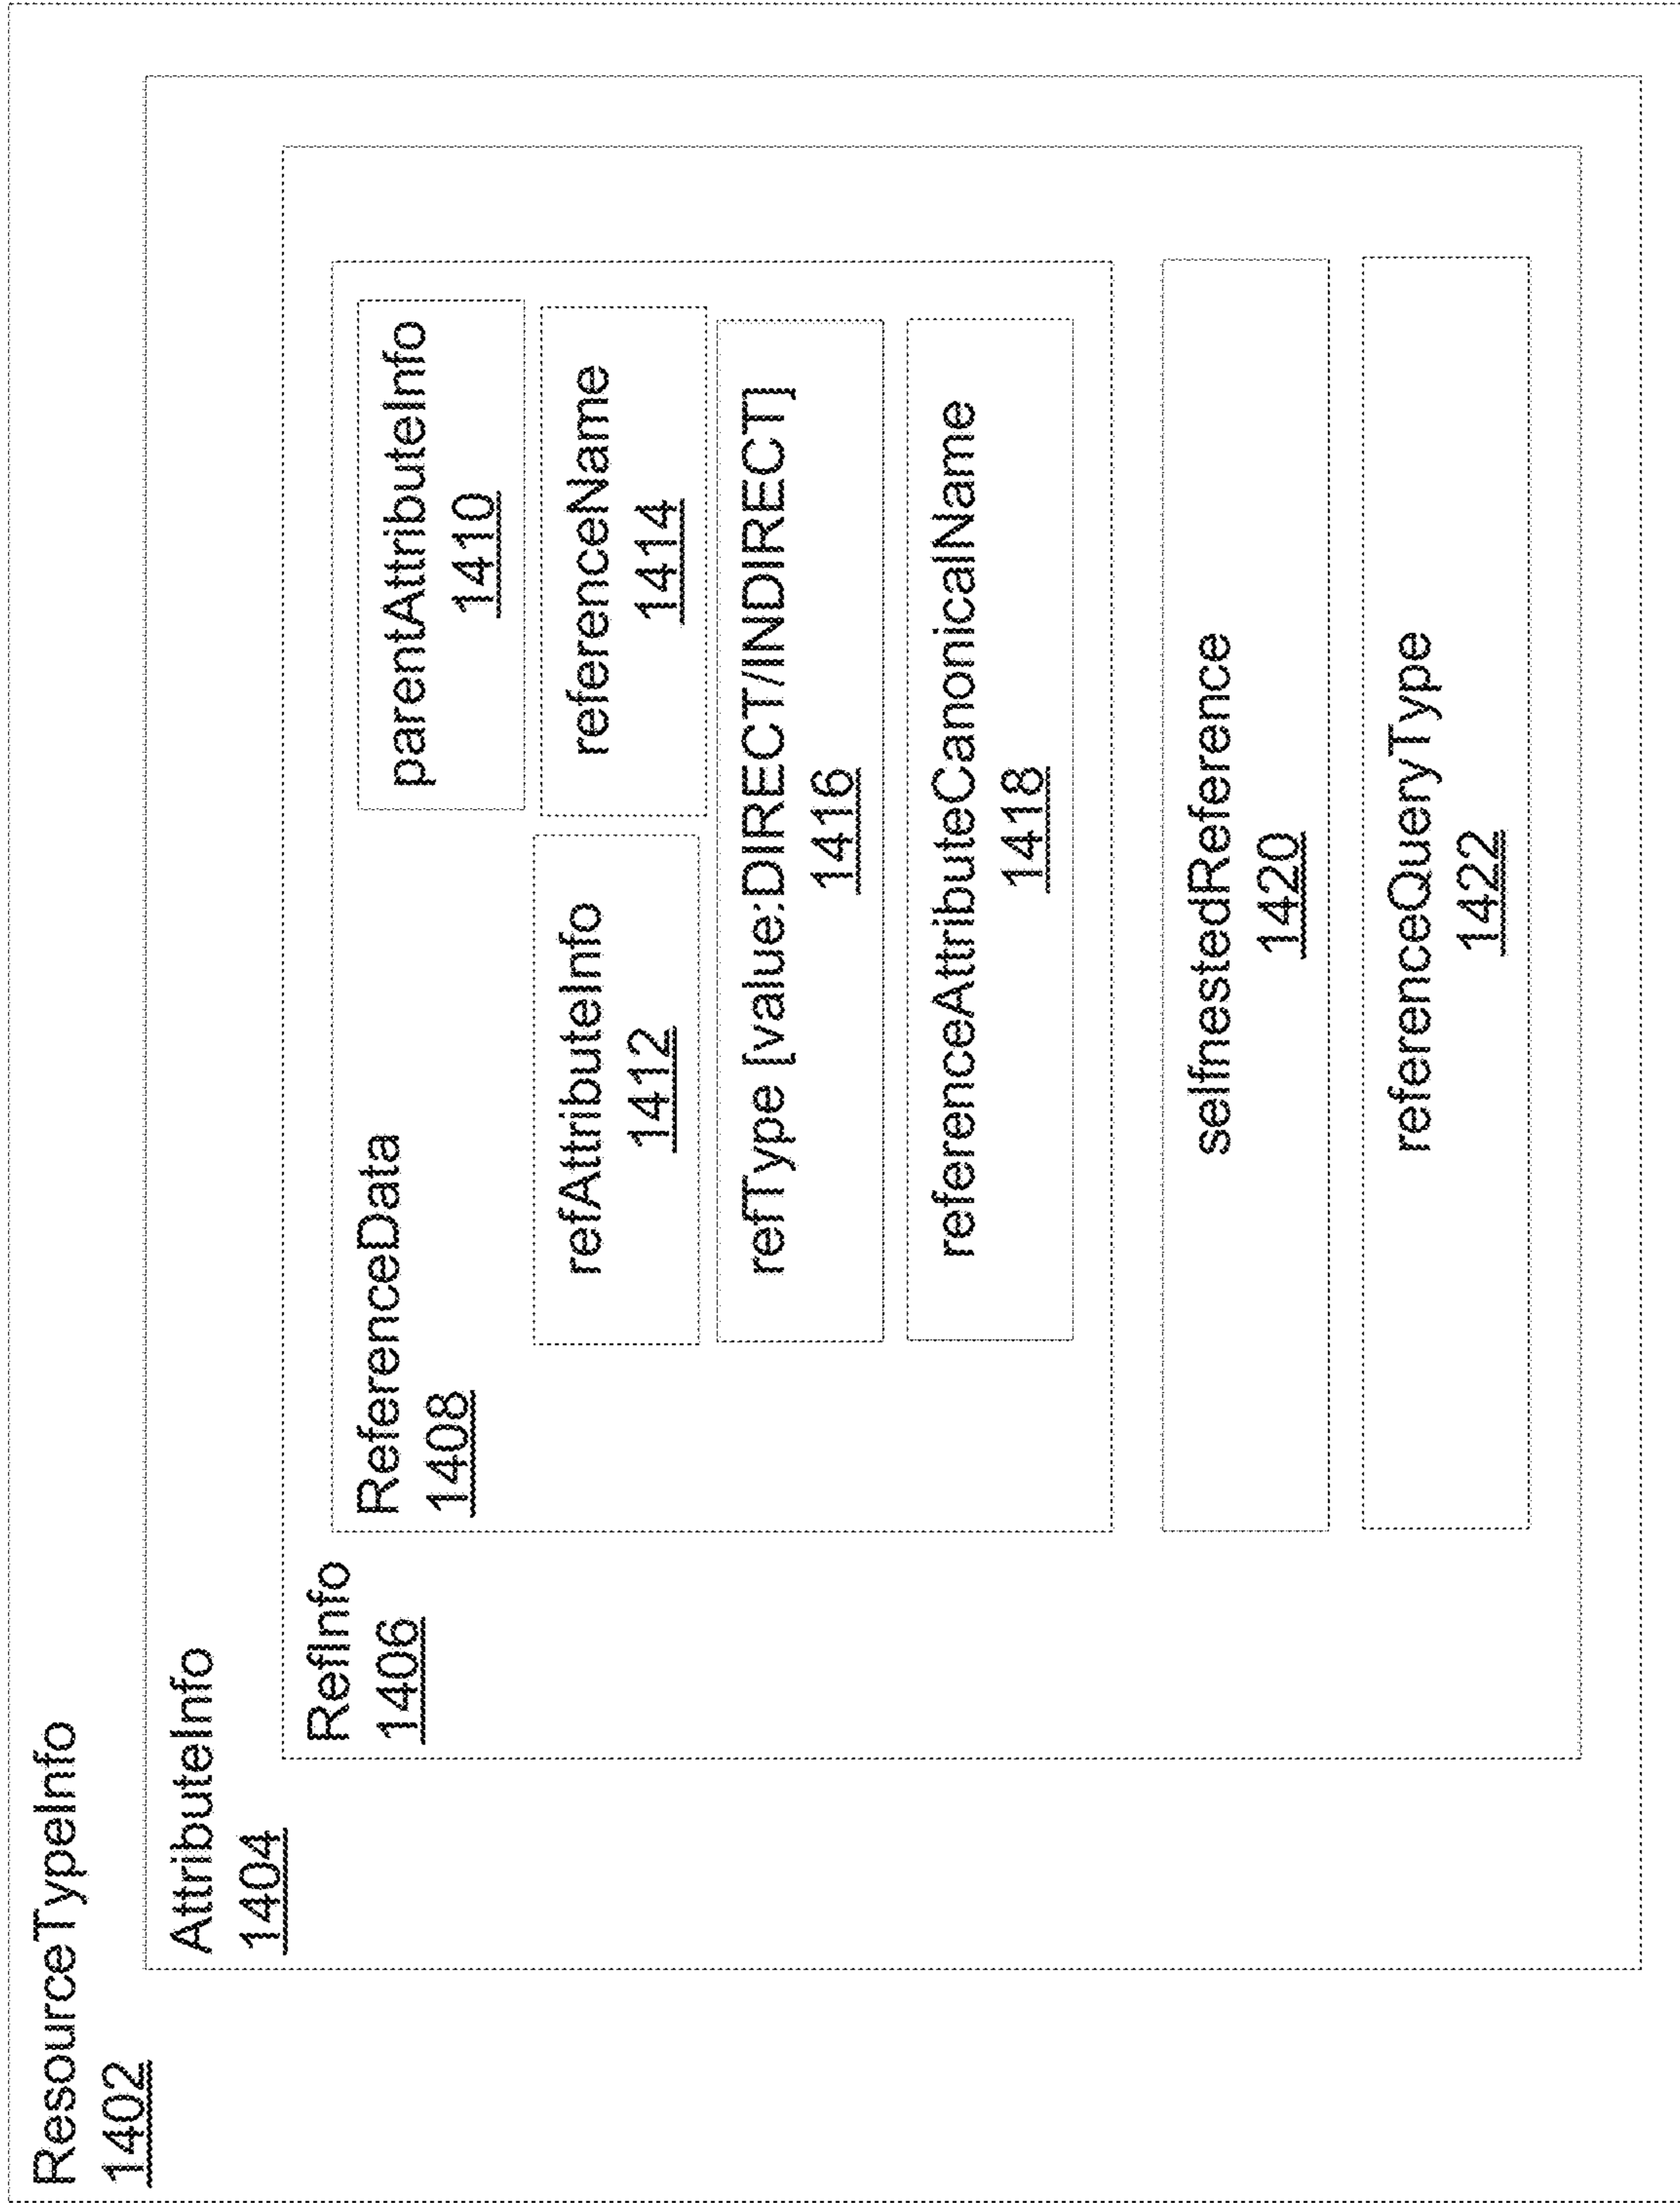 ResourceTypeInfo
1402
AttributeInfo
1404
RefInfo
1406
ReferenceData
1408
parentAttributeInfo
1410
refAttributeInfo
1412
referenceName
1414
refType [value:DIRECT/INDIRECT]
1416
referenceAttributeCanonicalName
1418
selfnestedReference
1420
referenceQueryType
1422